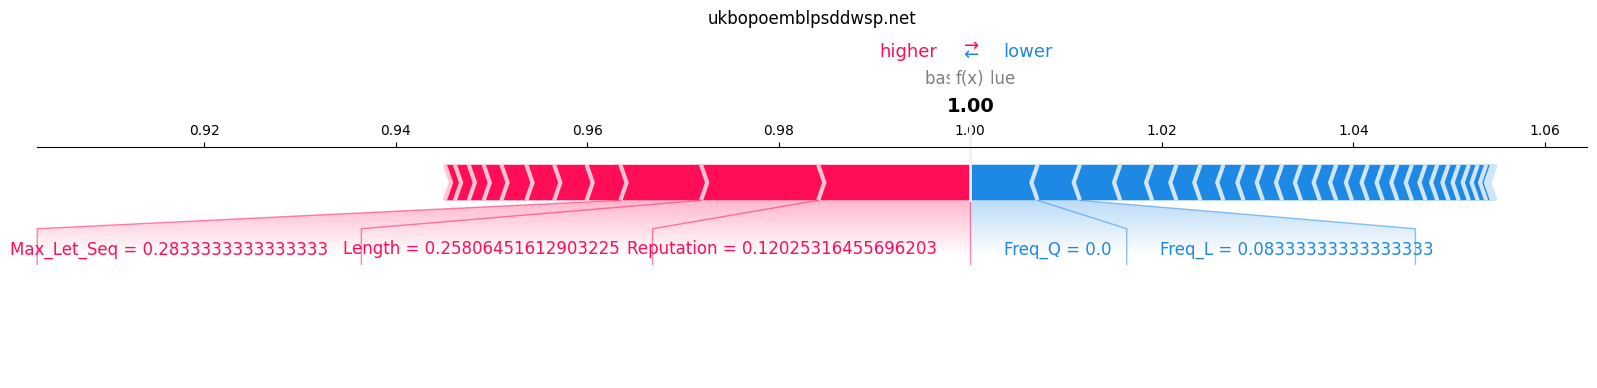 ukbopoemblpsddwsp.net
higher → lower
←
f(x)
1.00
0.92 0.94 0.96 0.98 1.00 1.02 1.04 1.06
Max_Let_Seq = 0.2833333333333333 Length = 0.25806451612903225 Reputation = 0.12025316455696203 Freq_Q = 0.0 Freq_L = 0.08333333333333333